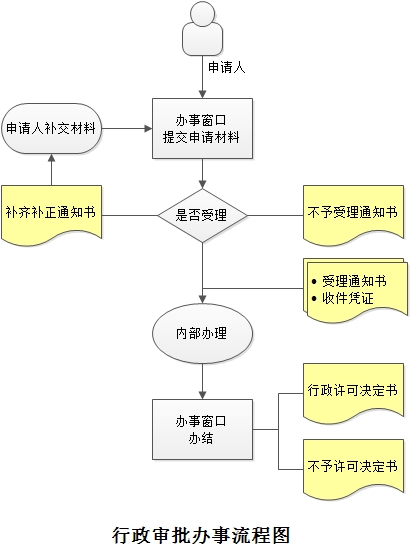 申请人
申请人补交材料
办事窗口
提交申请材料
补齐补正通知书
是否受理
不予受理通知书
• 受理通知书
• 收件凭证
内部办理
行政许可决定书
办事窗口
办结
不予许可决定书
行政审批办事流程图